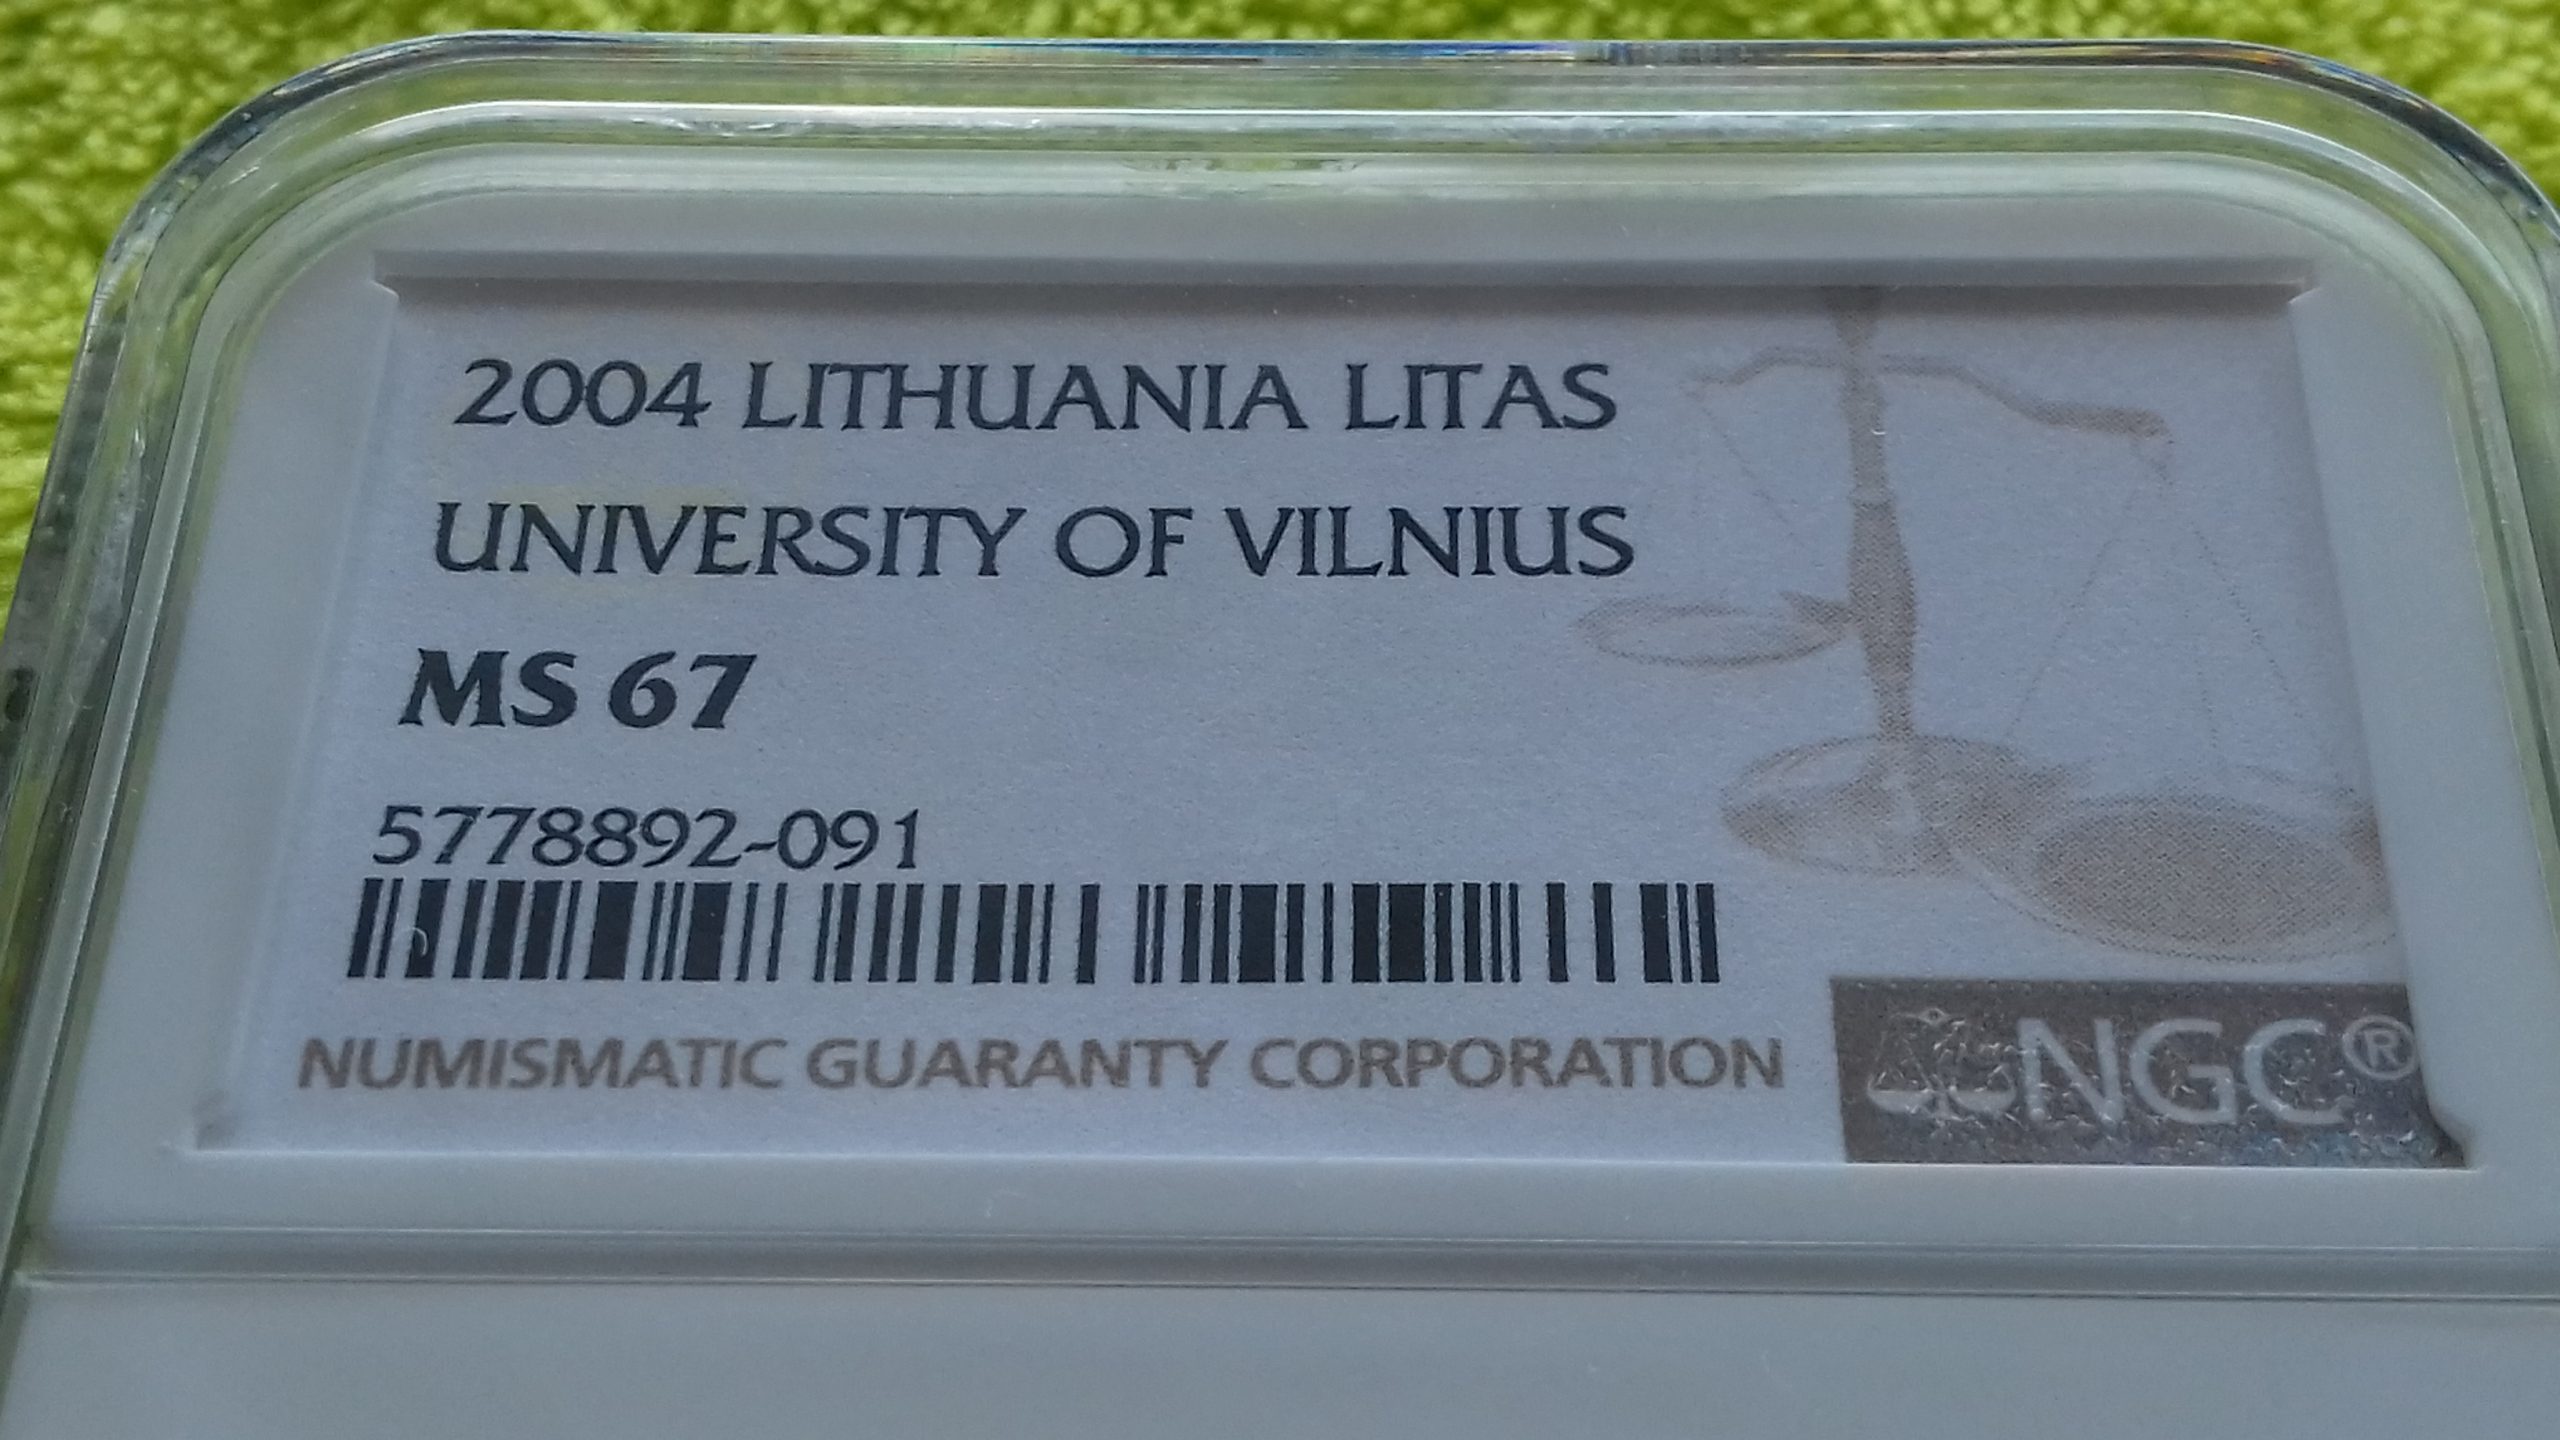 2004 LITHUANIA LITAS
UNIVERSITY OF VILNIUS
MS 67
5778892-091
NUMISMATIC GUARANTY CORPORATION
NGC®